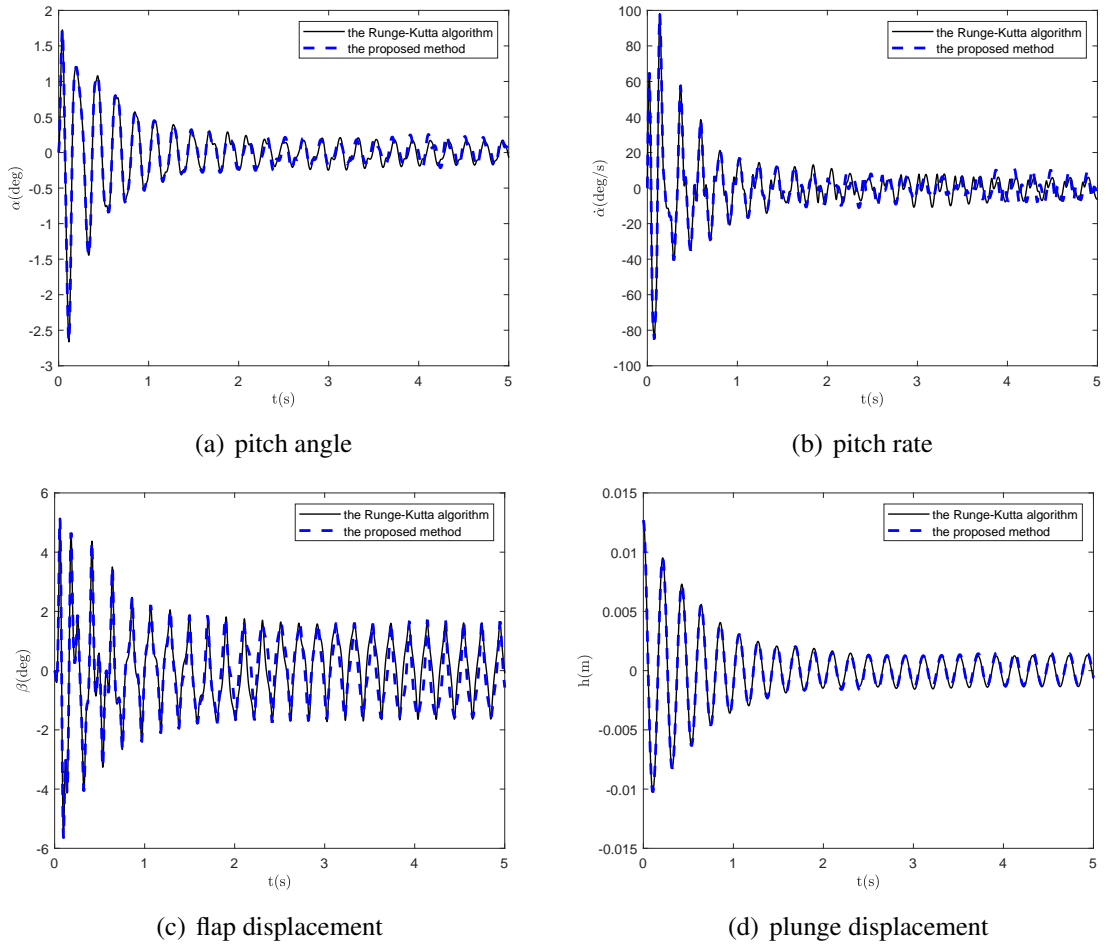 2
1.5
1
0.5
0
-0.5
-1
-1.5
-2
-2.5
-3
α(deg)
0 1 2 3 4 5
t(s)
the Runge-Kutta algorithm
the proposed method
(a) pitch angle
100
80
60
40
20
0
-20
-40
-60
-80
-100
α̇(deg/s)
0 1 2 3 4 5
t(s)
the Runge-Kutta algorithm
the proposed method
(b) pitch rate
6
4
2
0
-2
-4
-6
β(deg)
0 1 2 3 4 5
t(s)
the Runge-Kutta algorithm
the proposed method
(c) flap displacement
0.015
0.01
0.005
0
-0.005
-0.01
-0.015
h(m)
0 1 2 3 4 5
t(s)
the Runge-Kutta algorithm
the proposed method
(d) plunge displacement